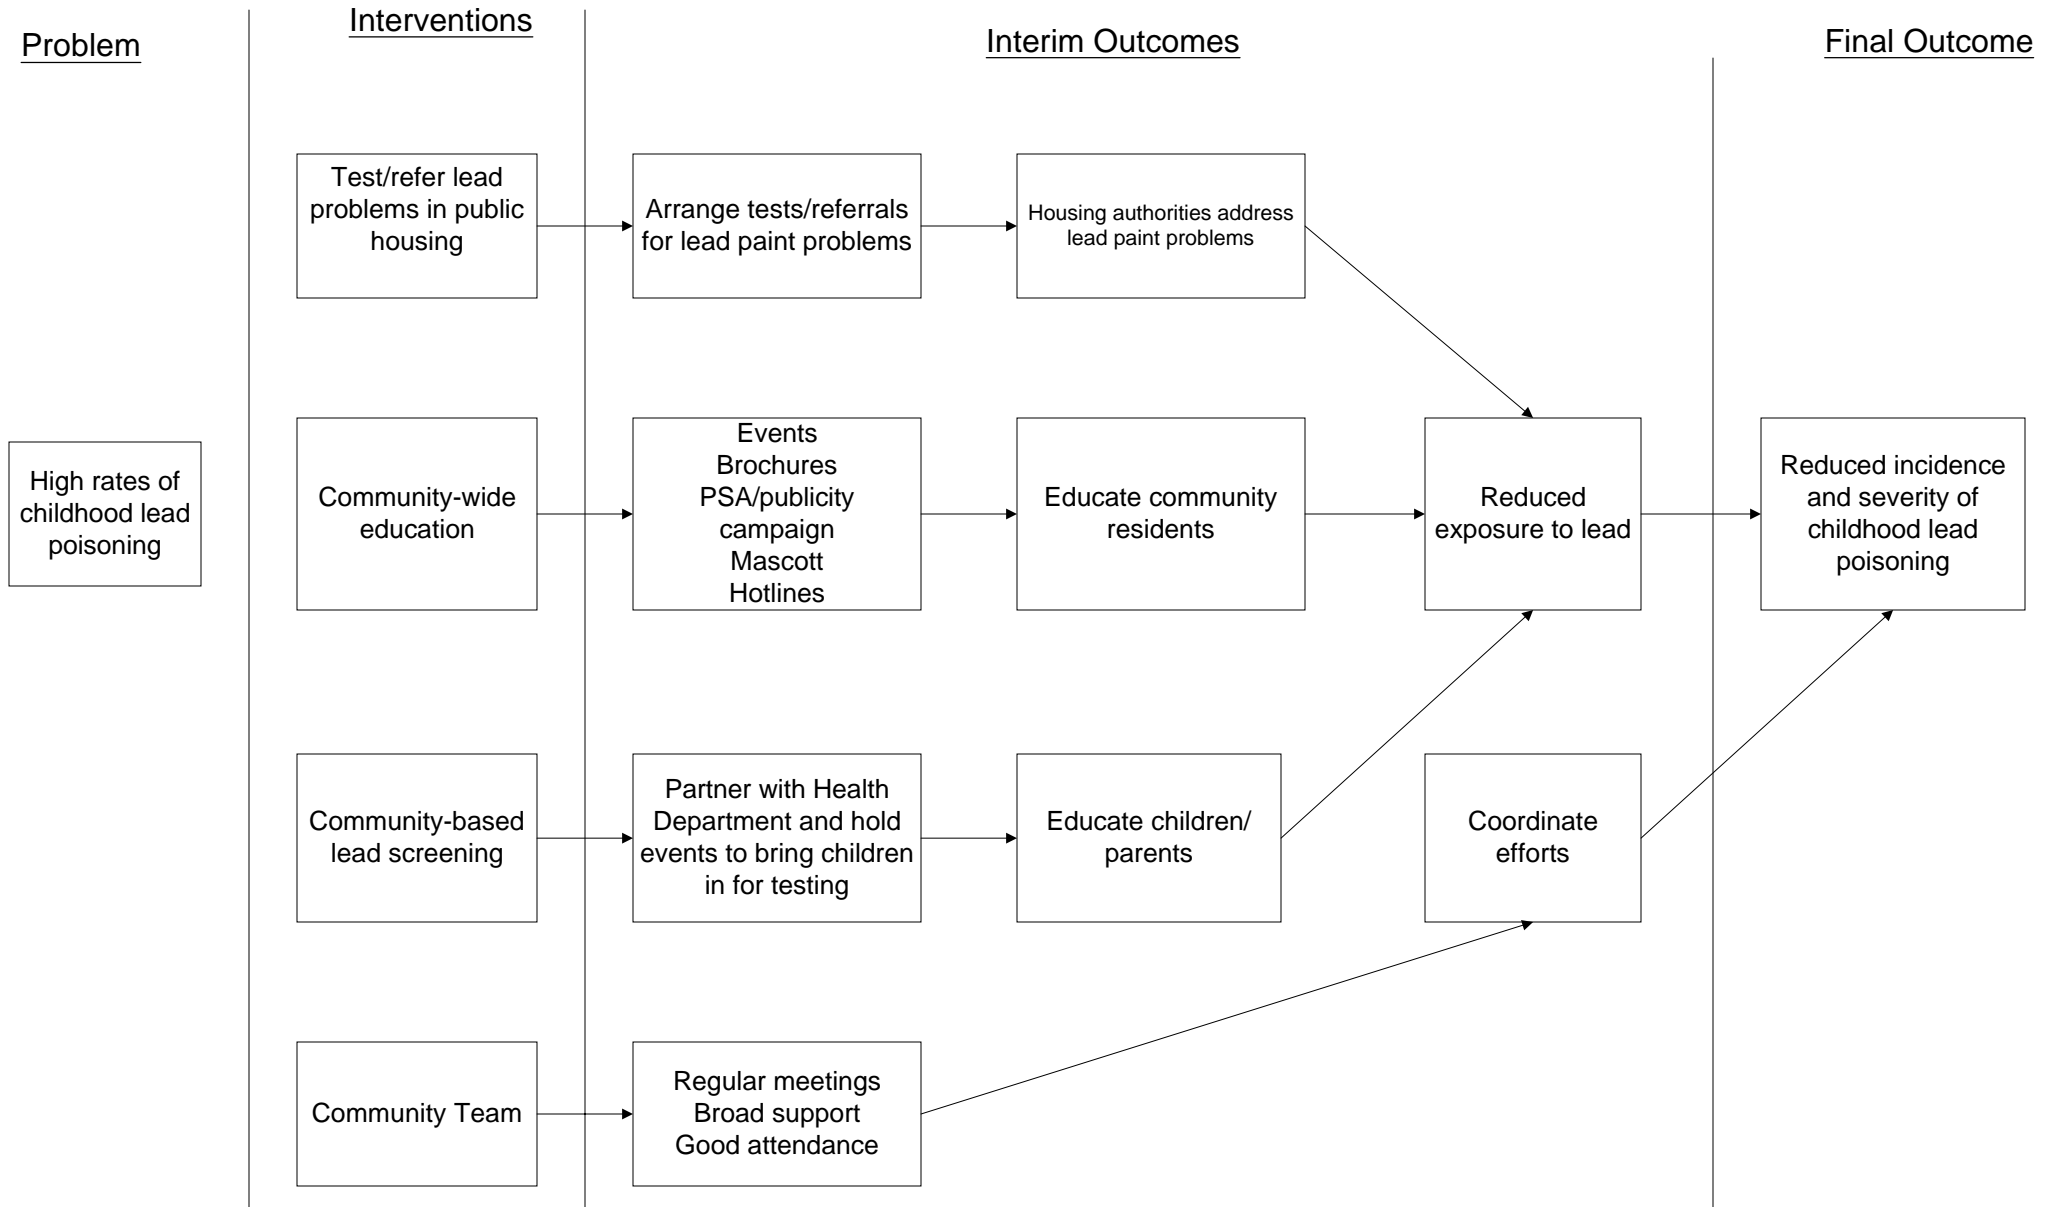 Problem
Interventions
Interim Outcomes
Final Outcome
Test/refer lead
problems in public
housing
Arrange tests/referrals
for lead paint problems
Housing authorities address
lead paint problems
High rates of
childhood lead
poisoning
Community-wide
education
Events
Brochures
PSA/publicity
campaign
Mascott
Hotlines
Educate community
residents
Reduced
exposure to lead
Reduced incidence
and severity of
childhood lead
poisoning
Community-based
lead screening
Partner with Health
Department and hold
events to bring children
in for testing
Educate children/
parents
Coordinate
efforts
Community Team
Regular meetings
Broad support
Good attendance